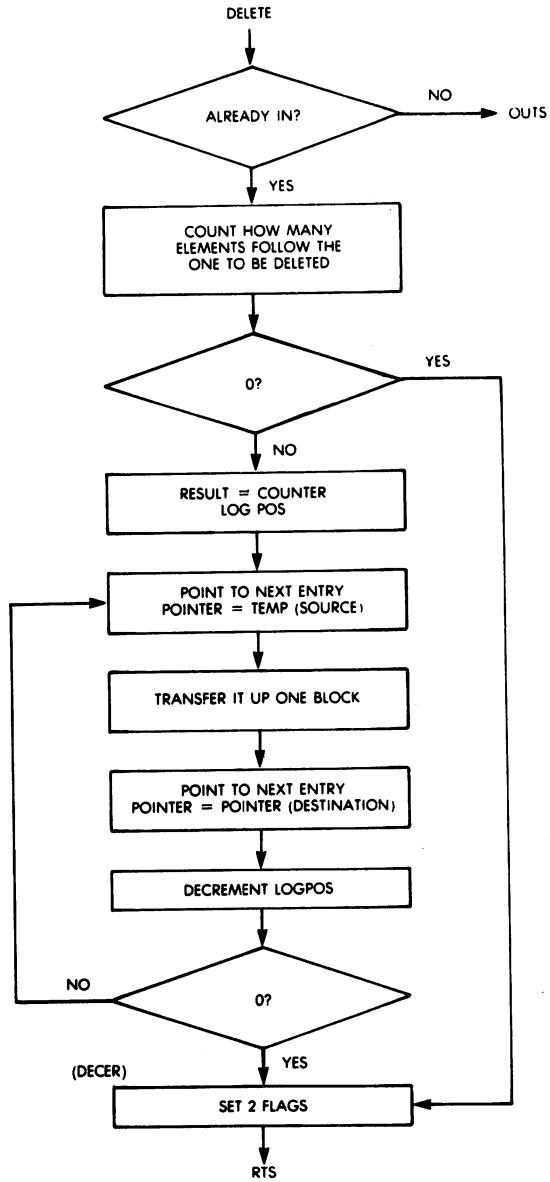 DELETE
ALREADY IN?
NO
OUTS
YES
COUNT HOW MANY
ELEMENTS FOLLOW THE
ONE TO BE DELETED
0?
YES
NO
RESULT = COUNTER
LOG POS
POINT TO NEXT ENTRY
POINTER = TEMP (SOURCE)
TRANSFER IT UP ONE BLOCK
POINT TO NEXT ENTRY
POINTER = POINTER (DESTINATION)
DECREMENT LOGPOS
NO
0?
YES
(DECER)
SET 2 FLAGS
RTS